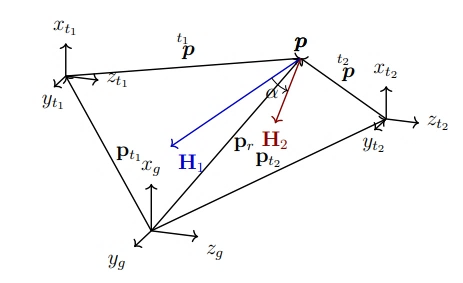 x_{t_1}
^{t_1}p
p
^{t_2}p
x_{t_2}
z_{t_1}
y_{t_1}
α
z_{t_2}
y_{t_2}
p_{t_1}
x_g
H_1
p_r
H_2
p_{t_2}
y_g
z_g